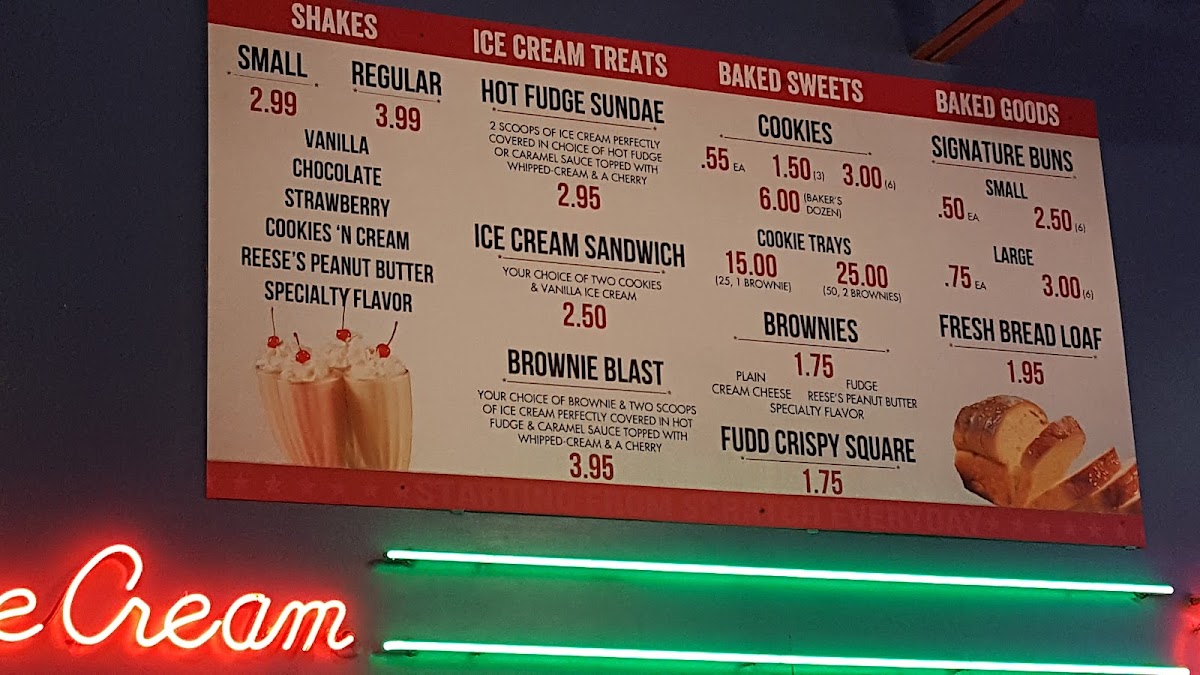 SHAKES
SMALL
2.99
REGULAR
3.99
VANILLA
CHOCOLATE
STRAWBERRY
COOKIES 'N CREAM
REESE'S PEANUT BUTTER
SPECIALTY FLAVOR
ICE CREAM TREATS
HOT FUDGE SUNDAE
2 SCOOPS OF ICE CREAM PERFECTLY
COVERED IN CHOICE OF HOT FUDGE
OR CARAMEL SAUCE TOPPED WITH
WHIPPED-CREAM & A CHERRY
2.95
ICE CREAM SANDWICH
YOUR CHOICE OF TWO COOKIES
& VANILLA ICE CREAM
2.50
BROWNIE BLAST
YOUR CHOICE OF BROWNIE & TWO SCOOPS
OF ICE CREAM PERFECTLY COVERED IN HOT
FUDGE & CARAMEL SAUCE TOPPED WITH
WHIPPED-CREAM & A CHERRY
3.95
BAKED SWEETS
COOKIES
.55 EA 1.50 (3) 3.00 (6)
6.00 (BAKER'S
DOZEN)
COOKIE TRAYS
15.00 25.00
(25, 1 BROWNIE) (50, 2 BROWNIES)
BROWNIES
1.75
PLAIN FUDGE
CREAM CHEESE REESE'S PEANUT BUTTER
SPECIALTY FLAVOR
FUDD CRISPY SQUARE
1.75
BAKED GOODS
SIGNATURE BUNS
SMALL
.50 EA 2.50 (6)
LARGE
.75 EA 3.00 (6)
FRESH BREAD LOAF
1.95
SCRATCH EVERYDAY
e Cream